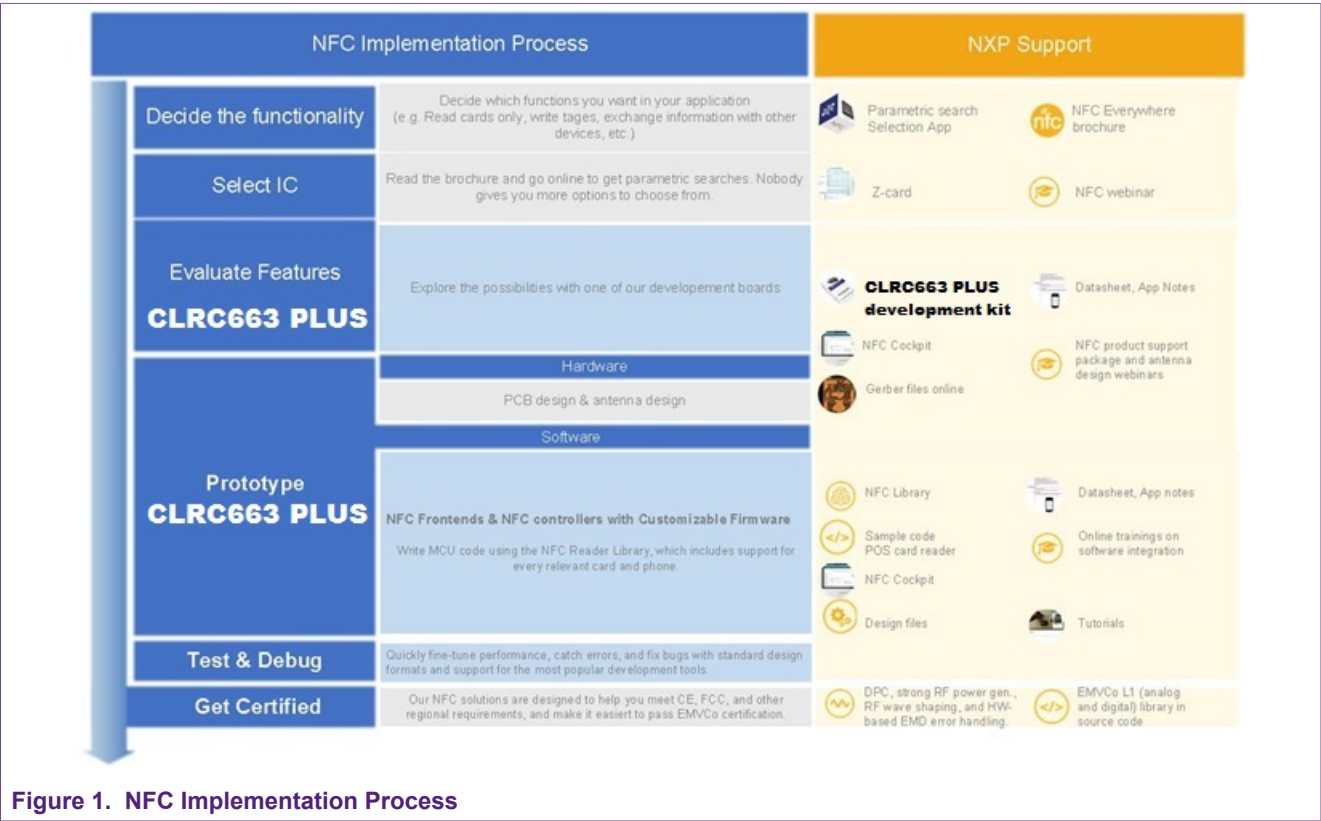 NFC Implementation Process
NXP Support
Decide the functionality
Decide which functions you want in your application
(e.g. Read cards only, write tages, exchange information with other
devices, etc.)
Parametric search
Selection App
nfc
NFC Everywhere
brochure
Select IC
Read the brochure and go online to get parametric searches. Nobody
gives you more options to choose from.
Z-card
NFC webinar
Evaluate Features
CLRC663 PLUS
Explore the possibilities with one of our developement boards
CLRC663 PLUS
development kit
Datasheet, App Notes
NFC Cockpit
NFC product support
package and antenna
design webinars
Gerber files online
Hardware
PCB design & antenna design
Software
Prototype
CLRC663 PLUS
NFC Frontends & NFC controllers with Customizable Firmware
Write MCU code using the NFC Reader Library, which includes support for
every relevant card and phone.
NFC Library
Datasheet, App notes
</>
Sample code
POS card reader
Online trainings on
software integration
NFC Cockpit
Design files
Tutorials
Test & Debug
Quickly fine-tune performance, catch errors, and fix bugs with standard design
formats and support for the most popular development tools.
Get Certified
Our NFC solutions are designed to help you meet CE, FCC, and other
regional requirements, and make it easiert to pass EMVCo certification.
DPC, strong RF power gen.,
RF wave shaping, and HW-
based EMD error handling.
</>
EMVCo L1 (analog
and digital) library in
source code
Figure 1. NFC Implementation Process